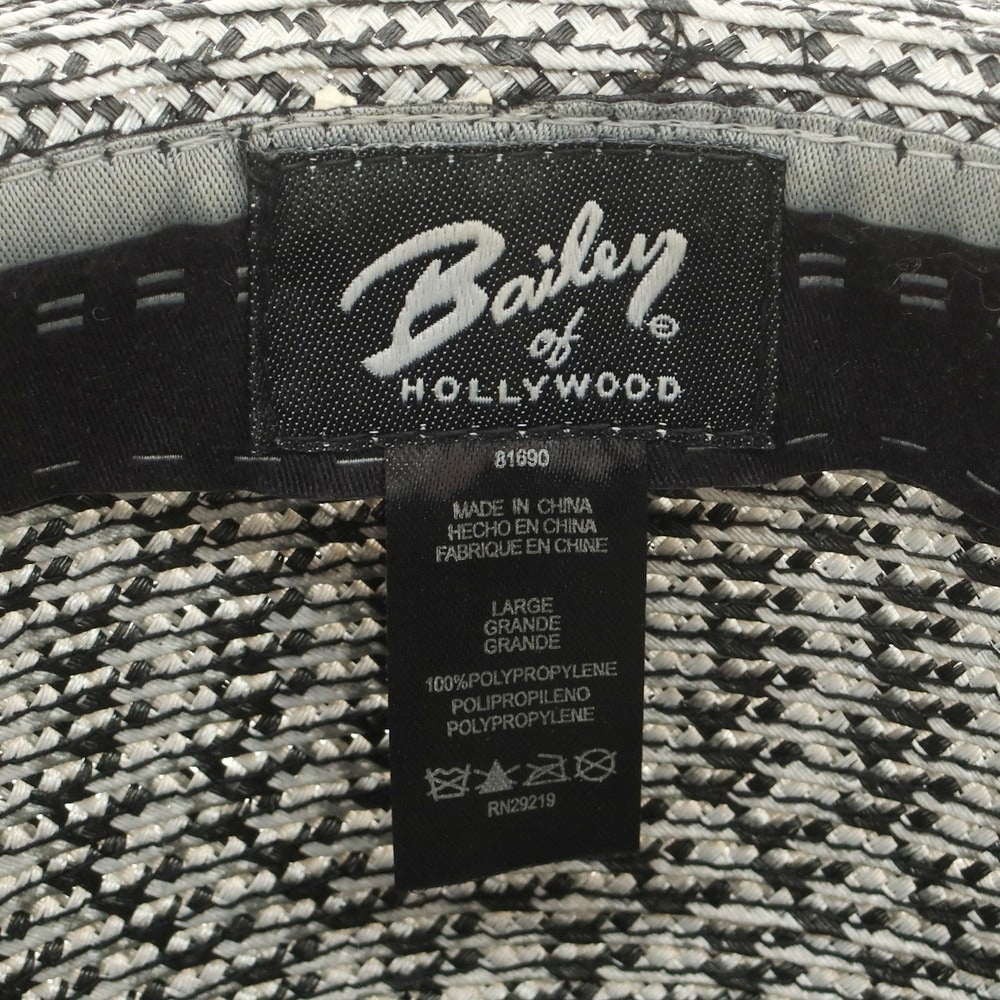 Bailey
of ®
HOLLYWOOD
81690
MADE IN CHINA
HECHO EN CHINA
FABRIQUE EN CHINE
LARGE
GRANDE
GRANDE
100%POLYPROPYLENE
POLIPROPILENO
POLYPROPYLENE
RN29219